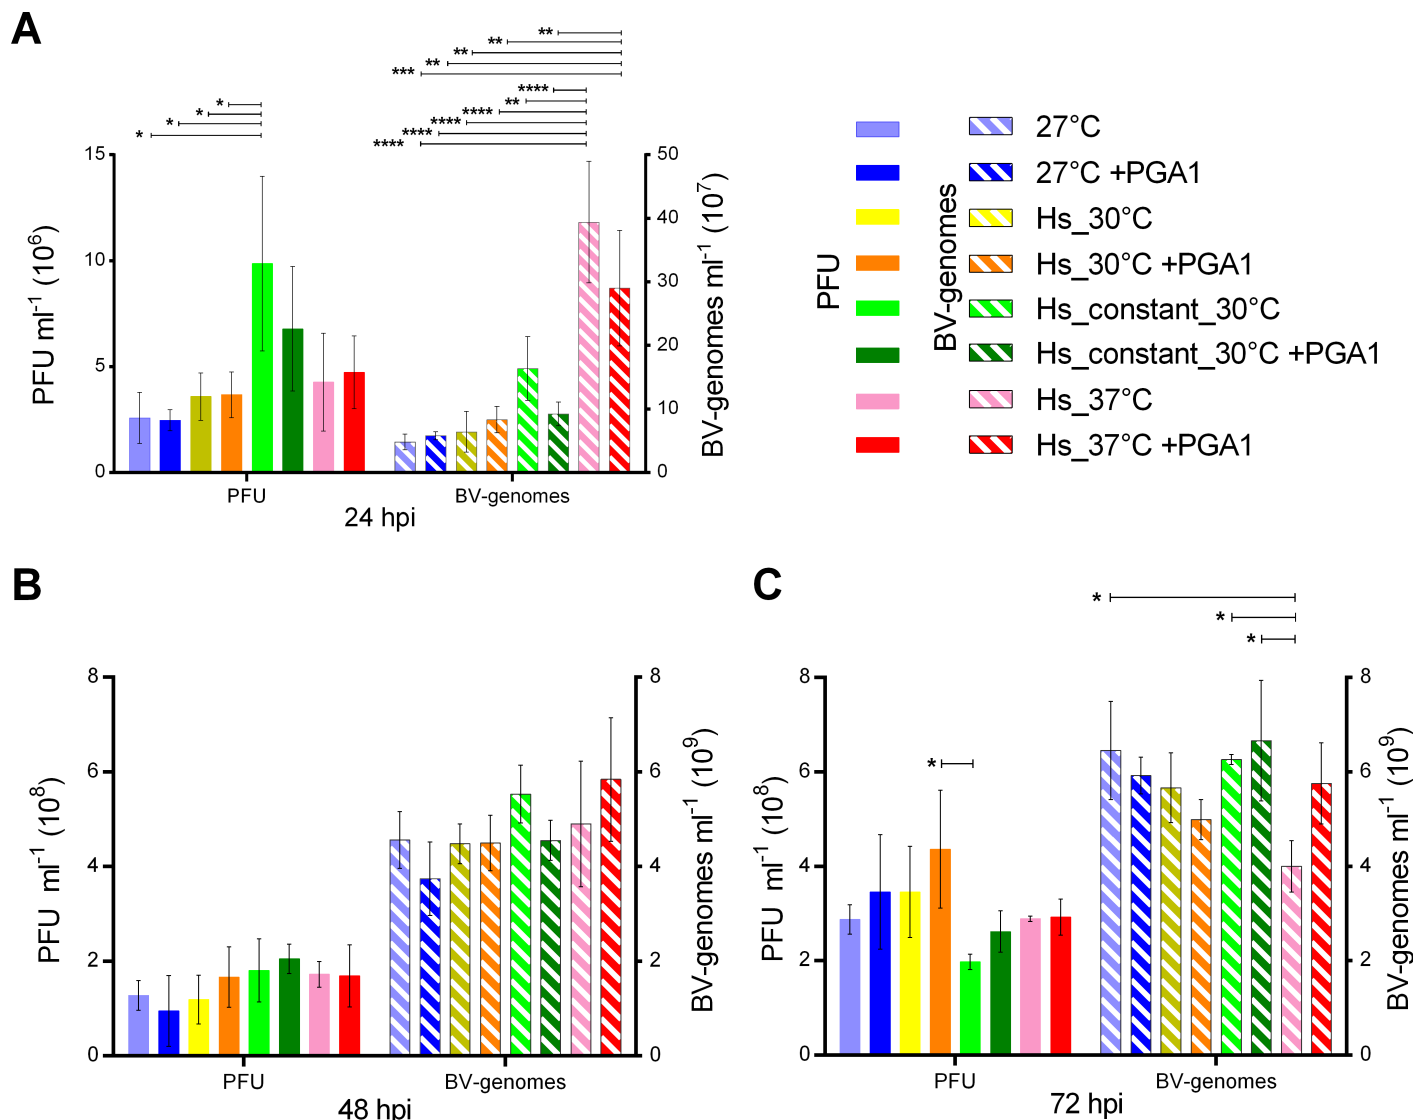 A
** 
**
**
**
***
****
**
****
****
****
****
*
*
*
*
15
10
5
0
PFU ml-1 (106)
50
40
30
20
10
0
BV-genomes ml-1 (107)
PFU
BV-genomes
24 hpi
PFU
BV-genomes
27°C
27°C +PGA1
Hs_30°C
Hs_30°C +PGA1
Hs_constant_30°C
Hs_constant_30°C +PGA1
Hs_37°C
Hs_37°C +PGA1
B
8
6
4
2
0
PFU ml-1 (108)
8
6
4
2
0
BV-genomes ml-1 (109)
PFU
BV-genomes
48 hpi
C
*
*
*
*
8
6
4
2
0
PFU ml-1 (108)
8
6
4
2
0
BV-genomes ml-1 (109)
PFU
BV-genomes
72 hpi